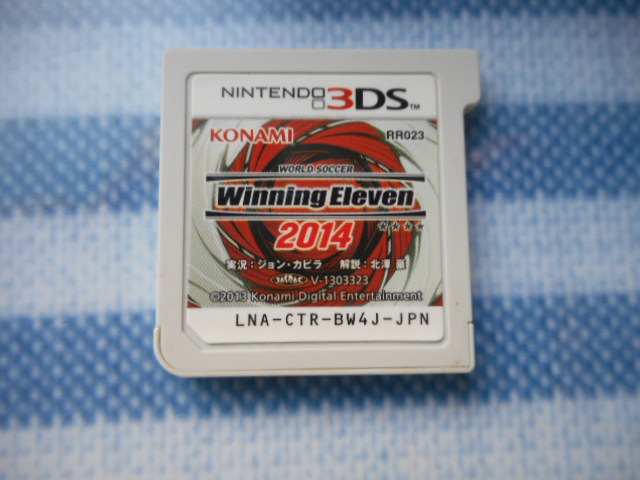 NINTENDO 3DS™
KONAMI RR023
WORLD SOCCER
Winning Eleven
2014 ★★★★
実況：ジョン・カビラ 解説：北澤 豪
V-1303323
©2013 Konami Digital Entertainment
LNA-CTR-BW4J-JPN